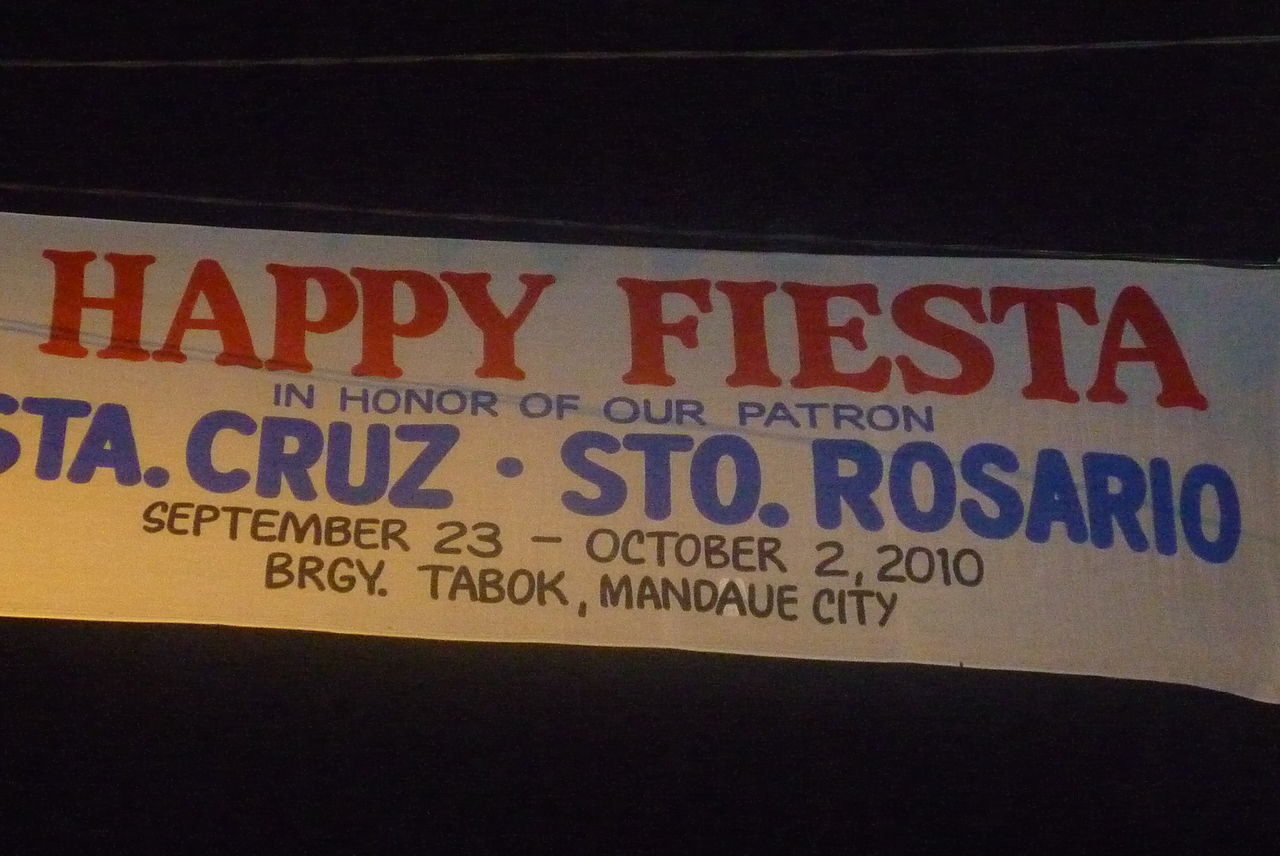 HAPPY FIESTA
IN HONOR OF OUR PATRON
STA. CRUZ · STO. ROSARIO
SEPTEMBER 23 - OCTOBER 2, 2010
BRGY. TABOK, MANDAUE CITY